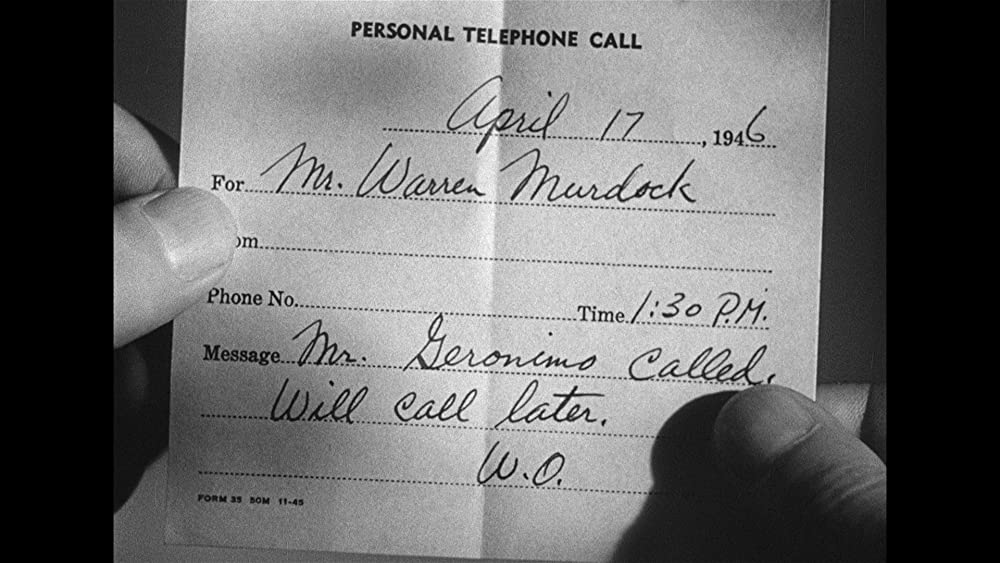 PERSONAL TELEPHONE CALL
April 17, 1946
For Mr. Warren Murdock
om
Phone No. Time 1:30 P.M.
Message Mr. Geronimo called.
Will call later.
W.O.
FORM 35 50M 11-45